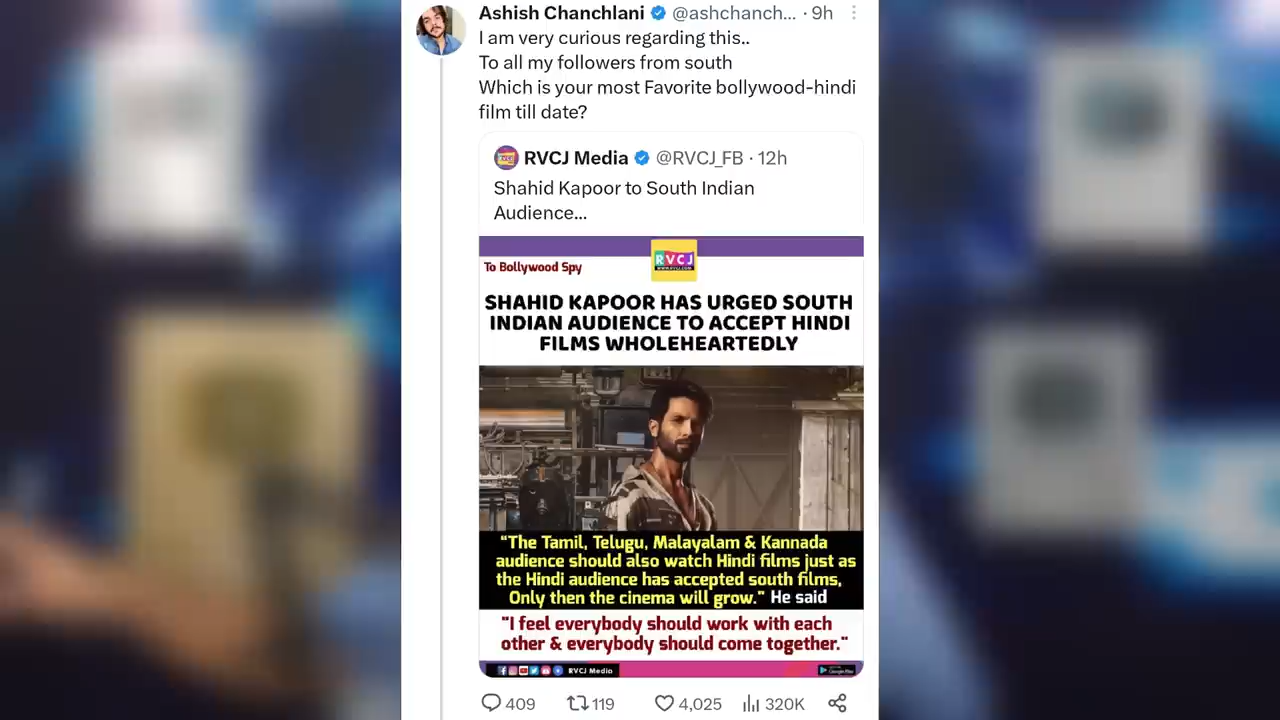 Ashish Chanchlani @ashchanch... · 9h
I am very curious regarding this..
To all my followers from south
Which is your most Favorite bollywood-hindi
film till date?
RVCJ Media @RVCJ_FB · 12h
Shahid Kapoor to South Indian
Audience...
RVCJ
WWW.RVCJ.COM
To Bollywood Spy
SHAHID KAPOOR HAS URGED SOUTH
INDIAN AUDIENCE TO ACCEPT HINDI
FILMS WHOLEHEARTEDLY
"The Tamil, Telugu, Malayalam & Kannada
audience should also watch Hindi films just as
the Hindi audience has accepted south films,
Only then the cinema will grow." He said
"I feel everybody should work with each
other & everybody should come together."
RVCJ Media
Google Play
409 119 4,025 320K